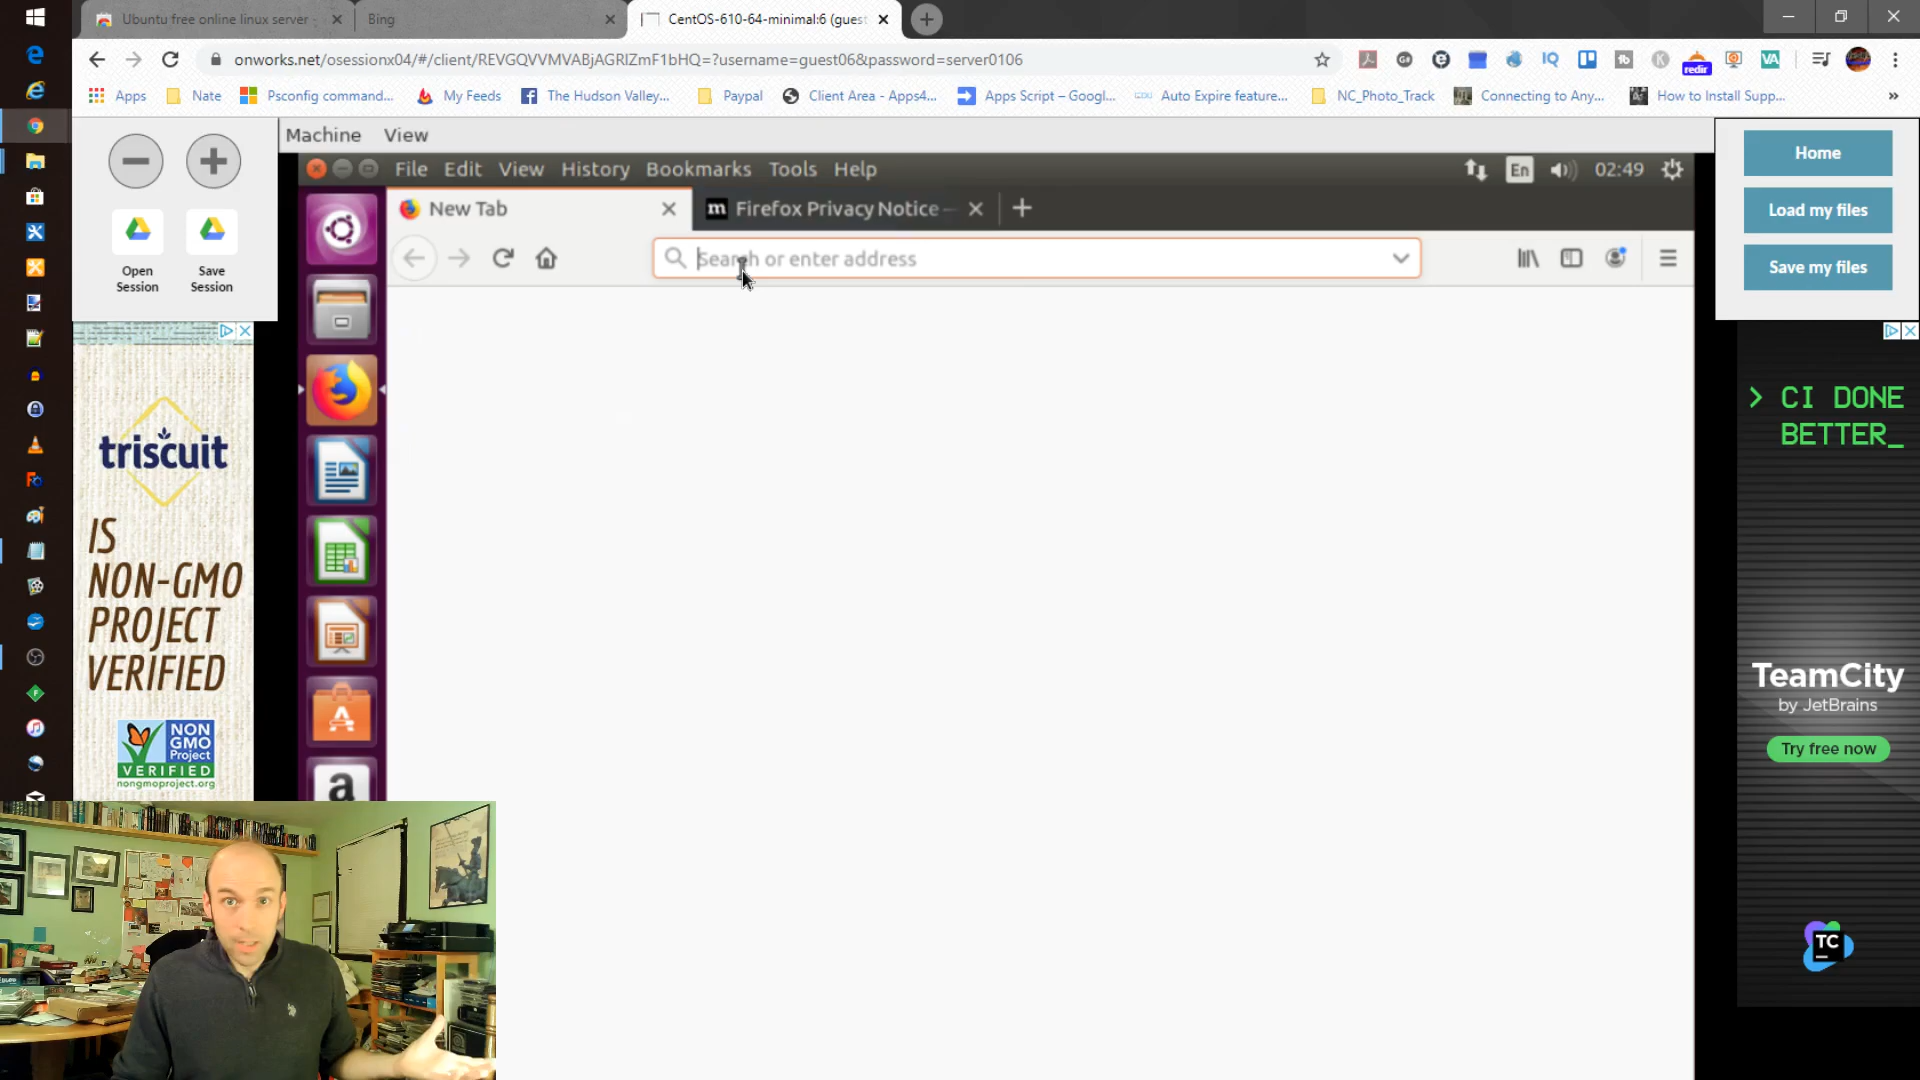 Ubuntu free online linux server
Bing
CentOS-610-64-minimal:6 (gues
onworks.net/osessionx04/#/client/REVGQVVMVABjAGRlZmF1bHQ=?username=guest06&password=server0106
redir
VA
Apps
Nate
Psconfig command...
My Feeds
The Hudson Valley...
Paypal
Client Area - Apps4...
Apps Script – Googl...
Auto Expire feature...
NC_Photo_Track
Connecting to Any...
How to Install Supp...
»
Machine View
File Edit View History Bookmarks Tools Help
En
02:49
New Tab
m Firefox Privacy Notice —
Search or enter address
Open
Session
Save
Session
Home
Load my files
Save my files
triscuit
IS
NON-GMO
PROJECT
VERIFIED
NON
GMO
Project
VERIFIED
nongmoproject.org
a
> CI DONE
BETTER_
TeamCity
by JetBrains
Try free now
TC